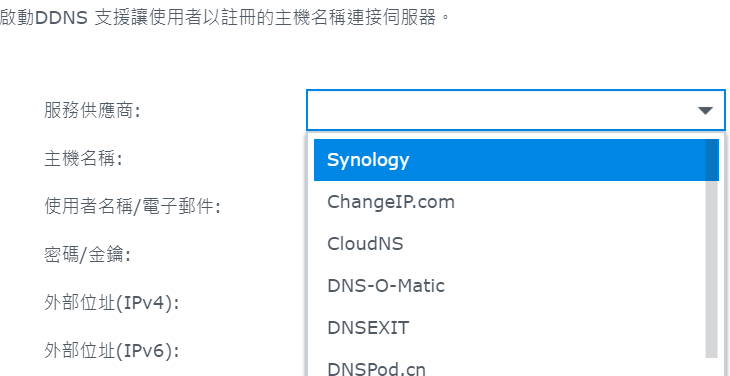 啟動DDNS 支援讓使用者以註冊的主機名稱連接伺服器。
服務供應商:
主機名稱:
Synology
使用者名稱/電子郵件:
ChangeIP.com
密碼/金鑰:
CloudNS
外部位址(IPv4):
DNS-O-Matic
外部位址(IPv6):
DNSEXIT
DNSPod.cn